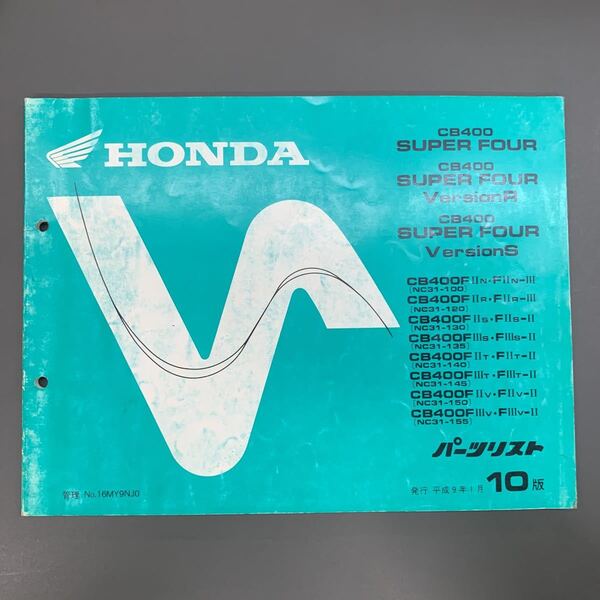 HONDA
CB400
SUPER FOUR
CB400
SUPER FOUR
VersionR
CB400
SUPER FOUR
VersionS
CB400FⅡN・FⅡN-Ⅲ
(NC31-100)
CB400FⅡR・FⅡR-Ⅲ
(NC31-120)
CB400FⅡS・FⅡS-Ⅱ
(NC31-130)
CB400FⅢS・FⅢS-Ⅱ
(NC31-135)
CB400FⅡT・FⅡT-Ⅱ
(NC31-140)
CB400FⅢT・FⅢT-Ⅱ
(NC31-145)
CB400FⅡV・FⅡV-Ⅱ
(NC31-150)
CB400FⅢV・FⅢV-Ⅱ
(NC31-155)
パーツリスト
管理 No.16MY9NJ0
発行 平成9年1月 10版